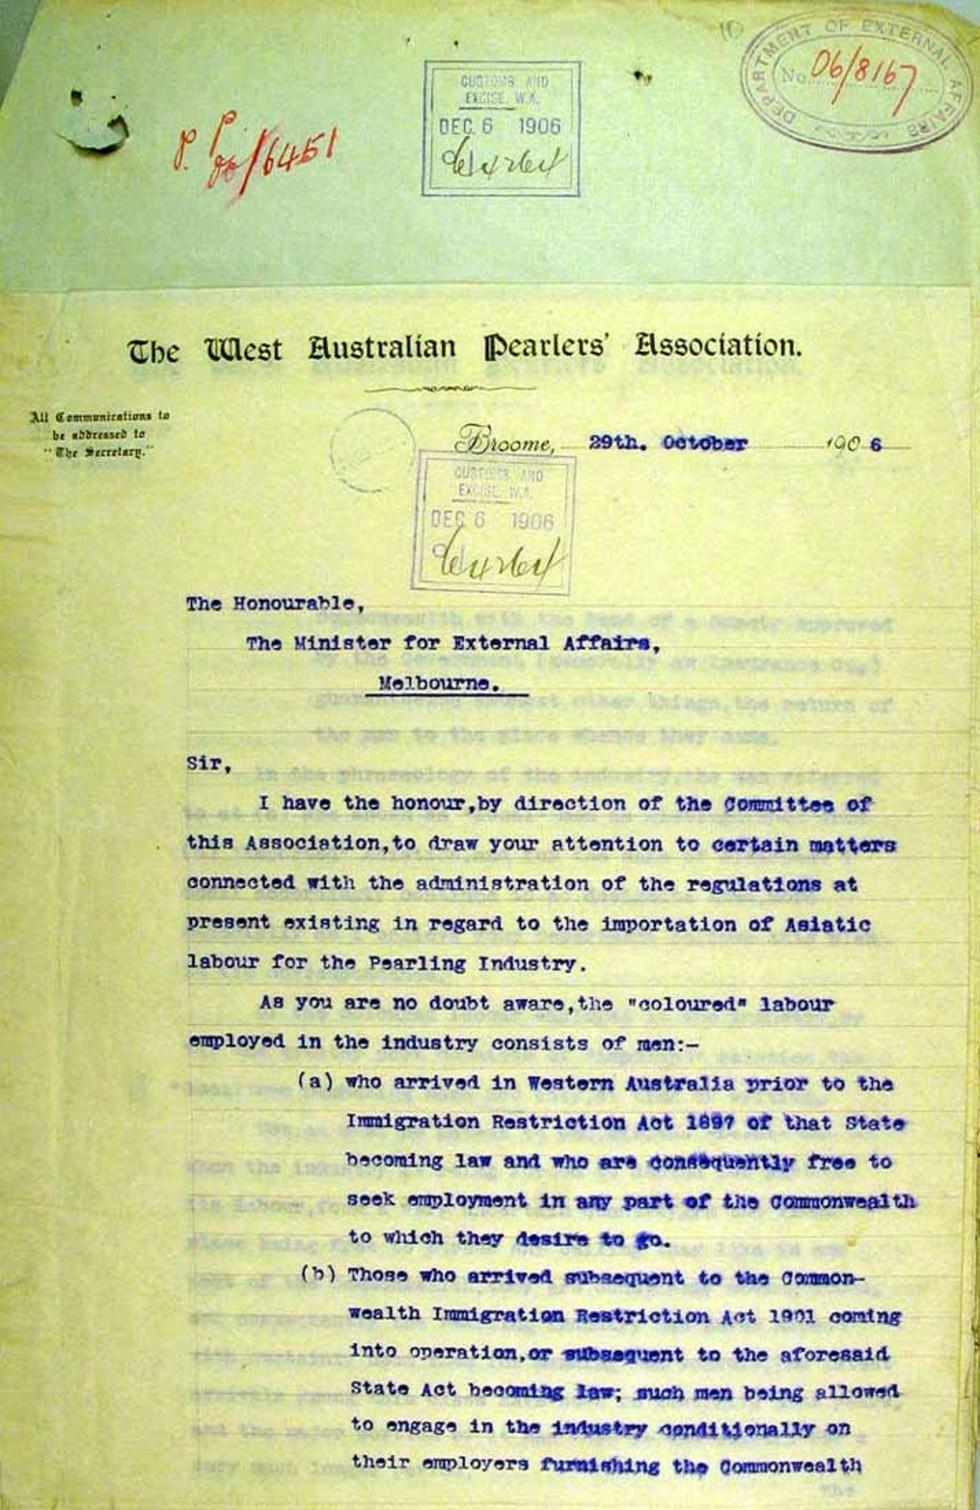 10
DEPARTMENT OF EXTERNAL AFFAIRS
No. 06/8167
CUSTOMS AND
EXCISE. W.A.
DEC. 6 1906
06/6451
The West Australian Pearlers' Association.
All Communications to
be addressed to
"The Secretary."
Broome, 29th. October 1906
CUSTOMS AND
EXCISE. W.A.
DEC 6 1906
The Honourable,
The Minister for External Affairs,
Melbourne.
Sir,
I have the honour,by direction of the Committee of
this Association,to draw your attention to certain matters
connected with the administration of the regulations at
present existing in regard to the importation of Asiatic
labour for the Pearling Industry.
As you are no doubt aware,the "coloured" labour
employed in the industry consists of men:-
(a) who arrived in Western Australia prior to the
Immigration Restriction Act 1897 of that State
becoming law and who are consequently free to
seek employment in any part of the Commonwealth
to which they desire to go.
(b) Those who arrived subsequent to the Common-
wealth Immigration Restriction Act 1901 coming
into operation,or subsequent to the aforesaid
State Act becoming law; such men being allowed
to engage in the industry conditionally on
their employers furnishing the Commonwealth